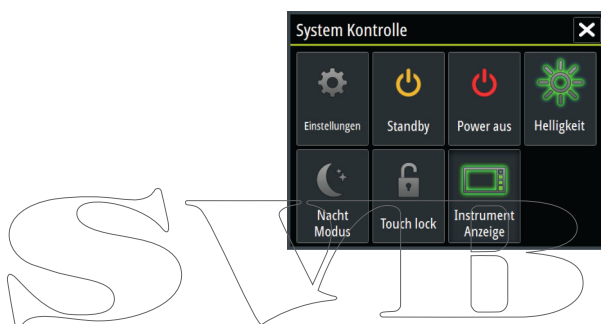 System Kontrolle
Einstellungen
Standby
Power aus
Helligkeit
Nacht
Modus
Touch lock
Instrument
Anzeige
SVB